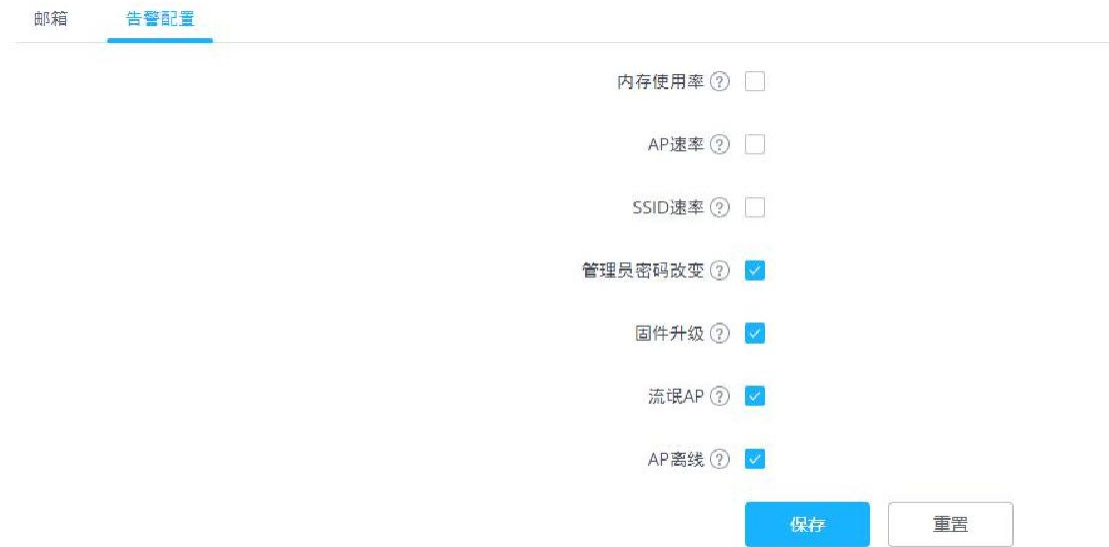 邮箱 告警配置
内存使用率 ?
AP速率 ?
SSID速率 ?
管理员密码改变 ?
固件升级 ?
流氓AP ?
AP离线 ?
保存 重置